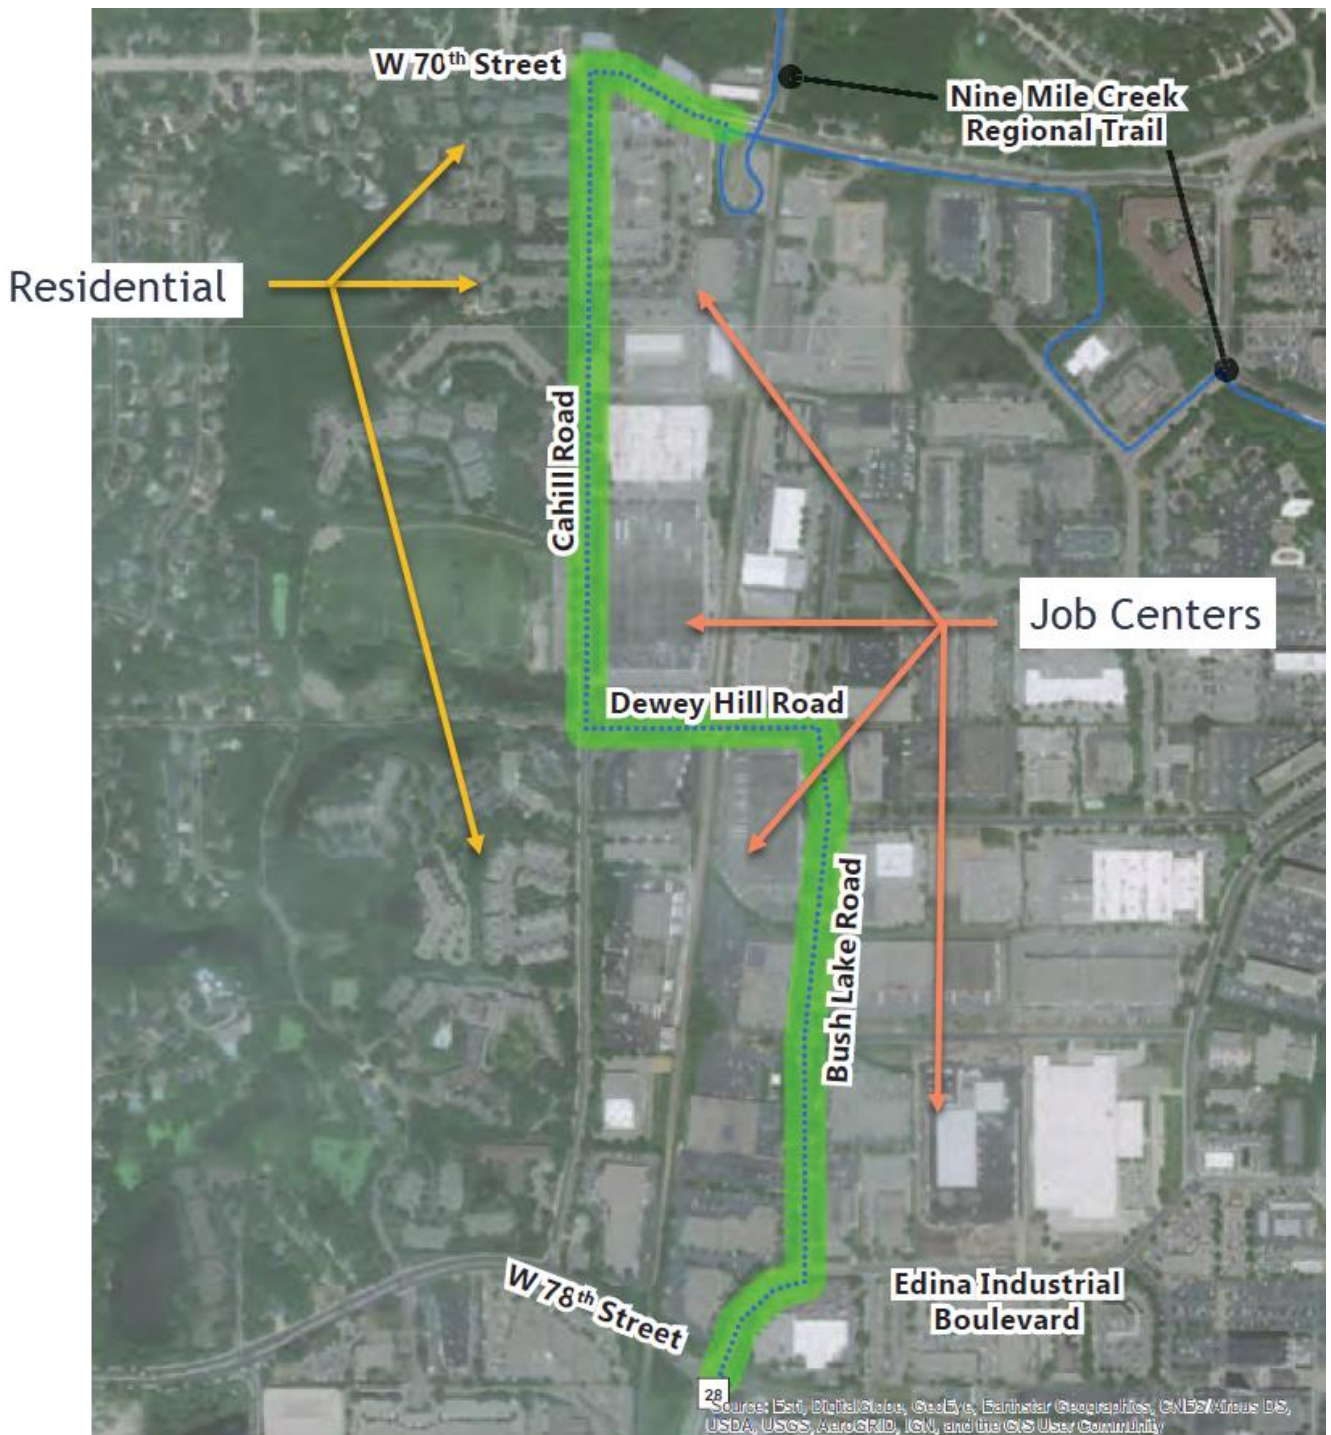 W 70th Street
Nine Mile Creek
Regional Trail
Residential
Cahill Road
Job Centers
Dewey Hill Road
Bush Lake Road
W 78th Street
Edina Industrial
Boulevard
28
Source: Esri, DigitalGlobe, GeoEye, Earthstar Geographics, CNES/Airbus DS,
USDA, USGS, AeroGRID, IGN, and the GIS User Community